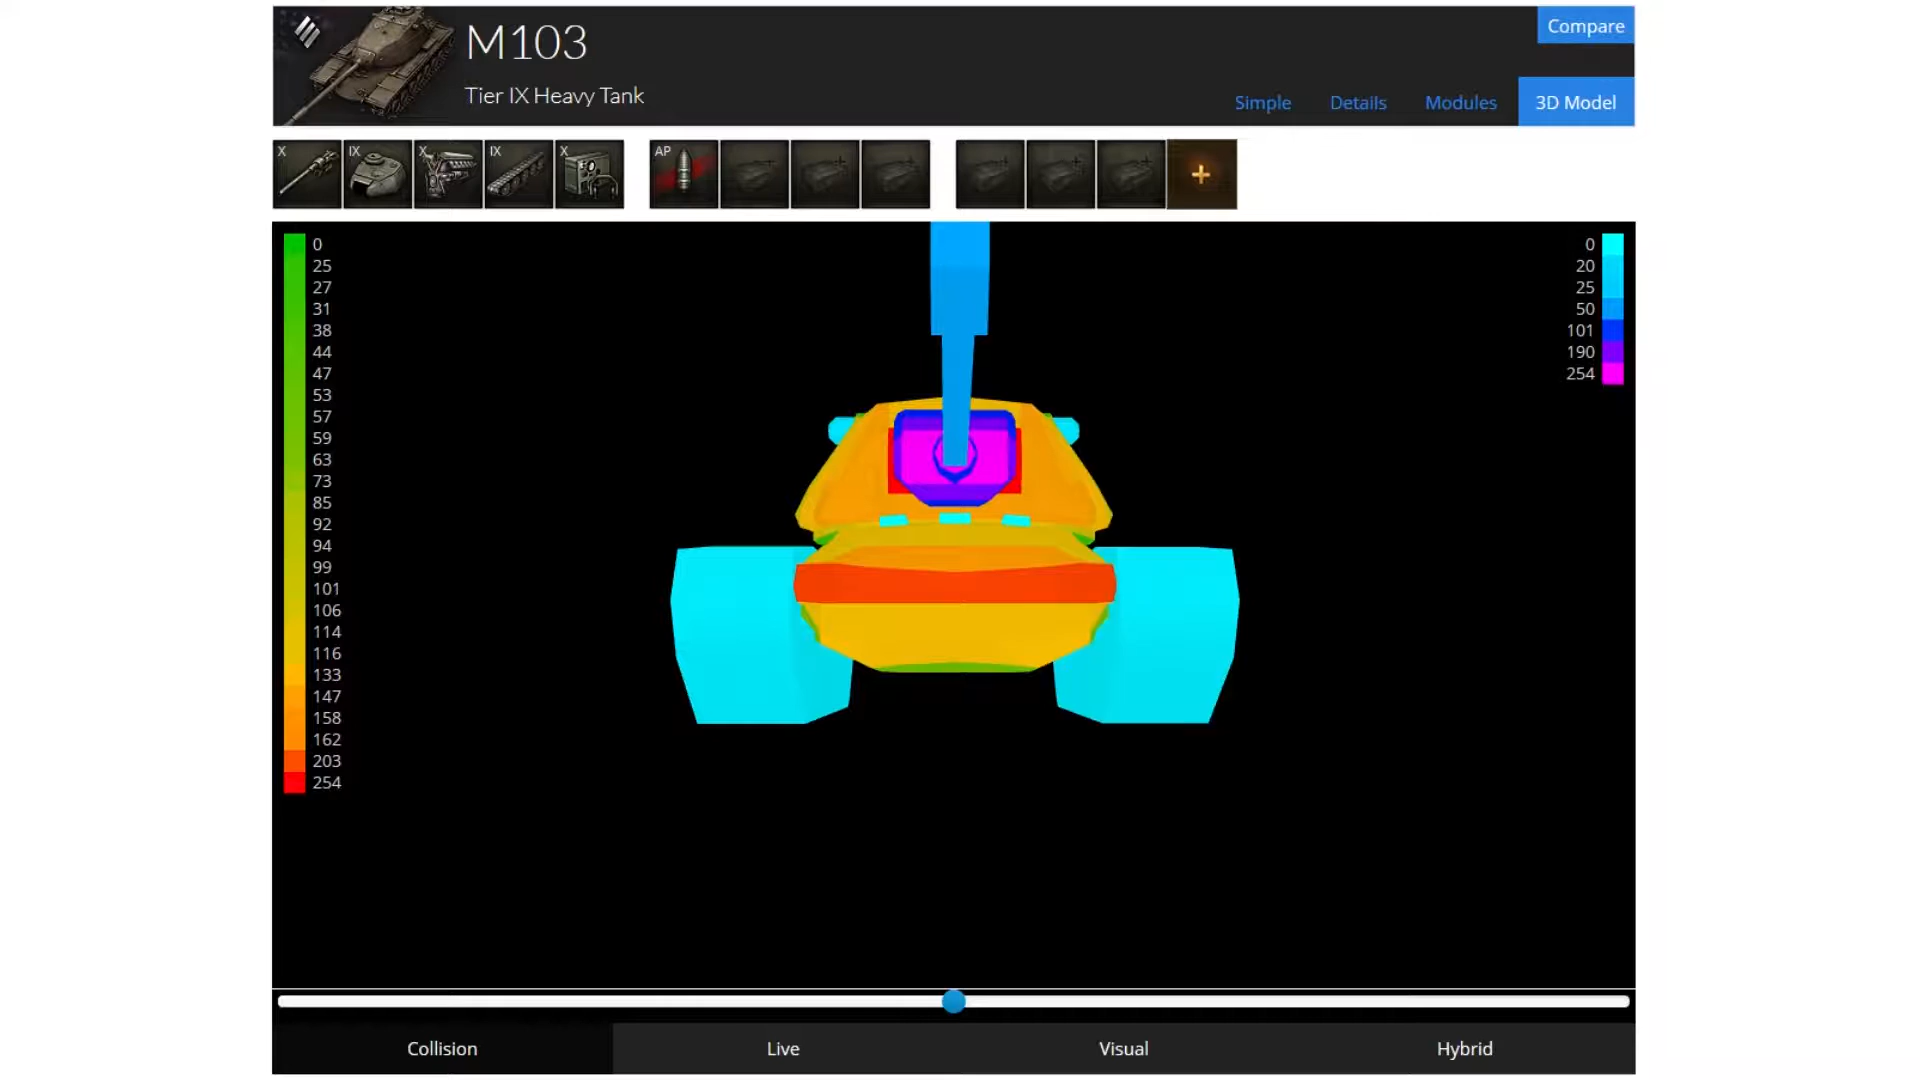 M103
Compare
Tier IX Heavy Tank
Simple
Details
Modules
3D Model
X
IX
X
IX
X
AP
+
0
25
27
31
38
44
47
53
57
59
63
73
85
92
94
99
101
106
114
116
133
147
158
162
203
254
0
20
25
50
101
190
254
Collision
Live
Visual
Hybrid